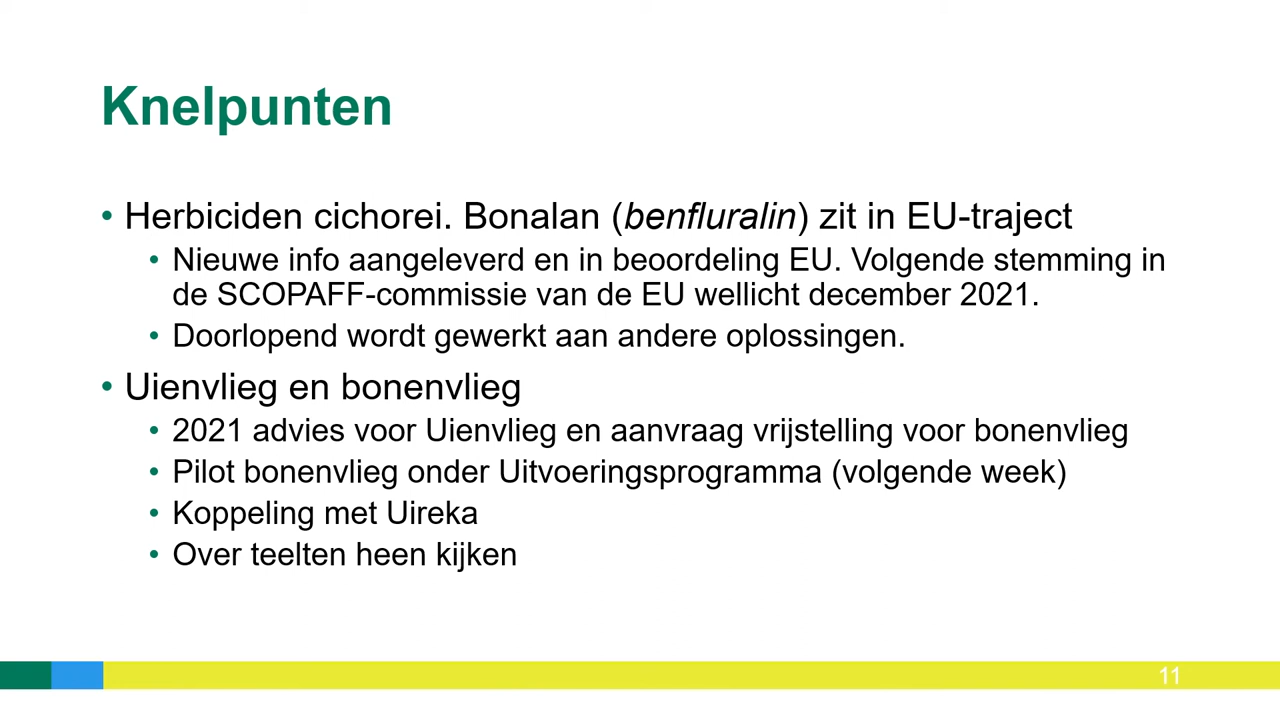 Knelpunten
• Herbiciden cichorei. Bonalan (benfluralin) zit in EU-traject
• Nieuwe info aangeleverd en in beoordeling EU. Volgende stemming in
de SCOPAFF-commissie van de EU wellicht december 2021.
• Doorlopend wordt gewerkt aan andere oplossingen.
• Uienvlieg en bonenvlieg
• 2021 advies voor Uienvlieg en aanvraag vrijstelling voor bonenvlieg
• Pilot bonenvlieg onder Uitvoeringsprogramma (volgende week)
• Koppeling met Uireka
• Over teelten heen kijken
11